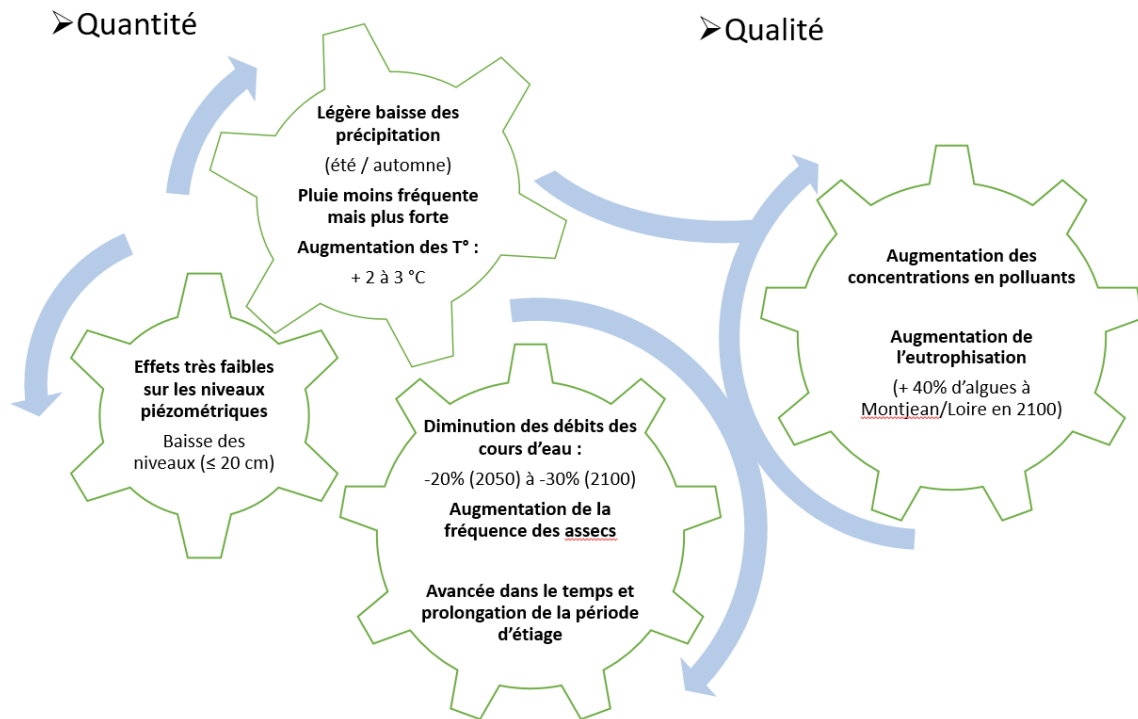 ➢Quantité
➢Qualité
Légère baisse des
précipitation
(été / automne)
Pluie moins fréquente
mais plus forte
Augmentation des T° :
+ 2 à 3 °C
Effets très faibles
sur les niveaux
piézométriques
Baisse des
niveaux (≤ 20 cm)
Diminution des débits des
cours d’eau :
-20% (2050) à -30% (2100)
Augmentation de la
fréquence des assecs
Avancée dans le temps et
prolongation de la période
d’étiage
Augmentation des
concentrations en polluants
Augmentation de
l’eutrophisation
(+ 40% d’algues à
Montjean/Loire en 2100)